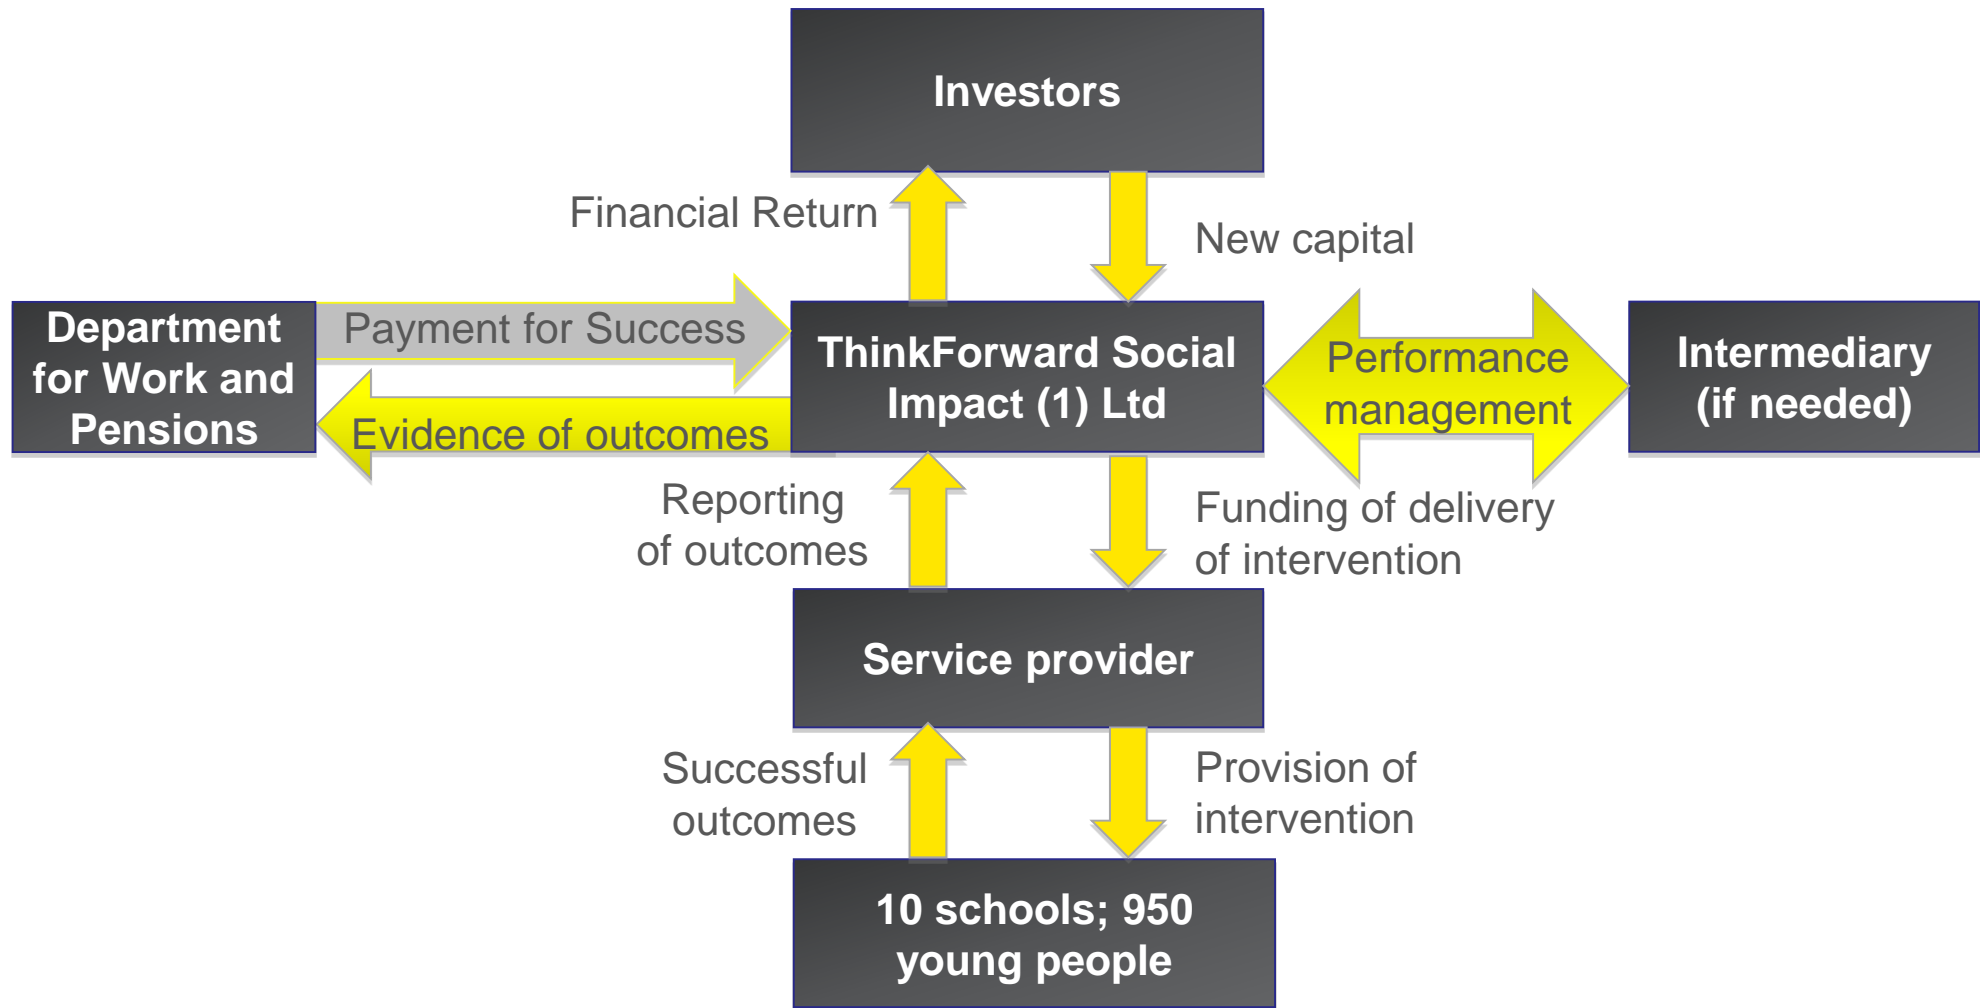 Investors
Financial Return
New capital
Department
for Work and
Pensions
Payment for Success
Evidence of outcomes
ThinkForward Social
Impact (1) Ltd
Performance
management
Intermediary
(if needed)
Reporting
of outcomes
Funding of delivery
of intervention
Service provider
Successful
outcomes
Provision of
intervention
10 schools; 950
young people